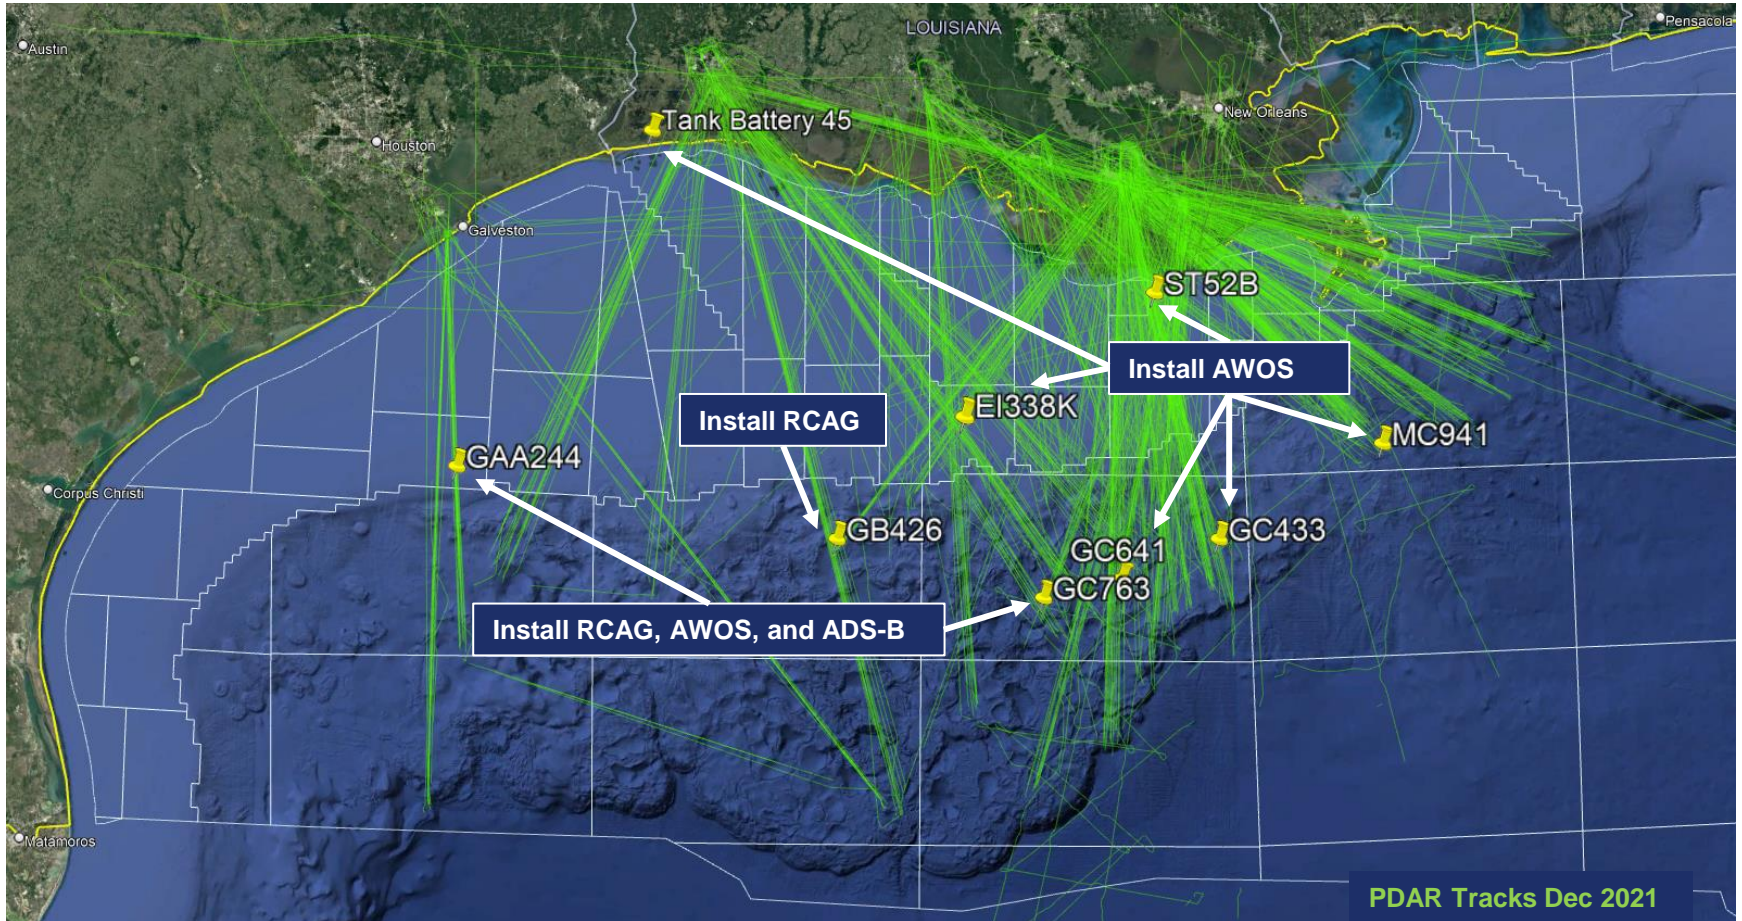 LOUISIANA
Pensacola
Austin
New Orleans
Tank Battery 45
Houston
Galveston
ST52B
Install AWOS
EI338K
Install RCAG
MC941
GAA244
Corpus Christi
GB426
GC433
GC641
GC763
Install RCAG, AWOS, and ADS-B
Matamoros
PDAR Tracks Dec 2021